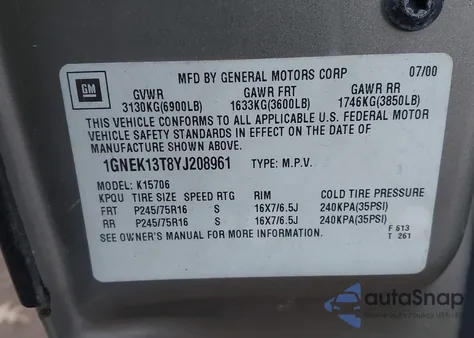 GM
MFD BY GENERAL MOTORS CORP 07/00
GVWR GAWR FRT GAWR RR
3130KG(6900LB) 1633KG(3600LB) 1746KG(3850LB)
THIS VEHICLE CONFORMS TO ALL APPLICABLE U.S. FEDERAL MOTOR
VEHICLE SAFETY STANDARDS IN EFFECT ON THE DATE OF
MANUFACTURE SHOWN ABOVE.
1GNEK13T8YJ208961 TYPE: M.P.V.
MODEL: K15706
KPQU TIRE SIZE SPEED RTG RIM COLD TIRE PRESSURE
FRT P245/75R16 S 16X7/6.5J 240KPA(35PSI)
RR P245/75R16 S 16X7/6.5J 240KPA(35PSI)
SEE OWNER'S MANUAL FOR MORE INFORMATION.
F 513
T 261
autoSnap